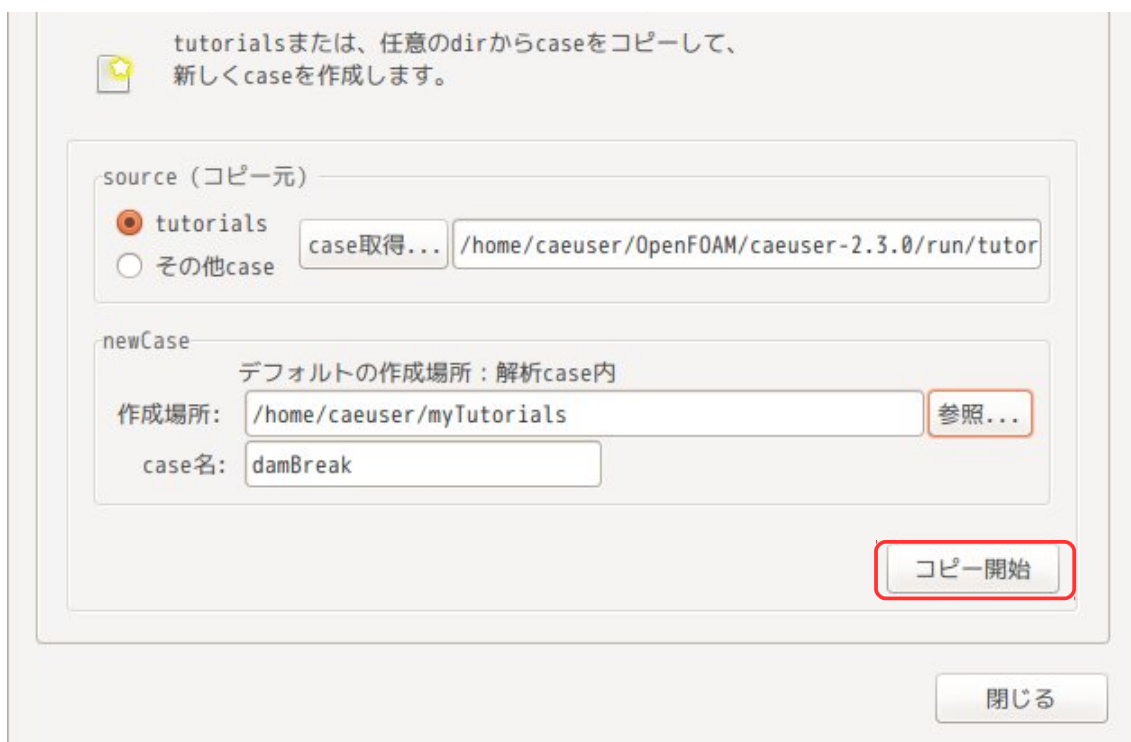 tutorialsまたは、任意のdirからcaseをコピーして、
新しくcaseを作成します。
source (コピー元)
tutorials
その他case
case取得...
/home/caeuser/OpenFOAM/caeuser-2.3.0/run/tutor
newCase
デフォルトの作成場所：解析case内
作成場所:
/home/caeuser/myTutorials
参照...
case名:
damBreak
コピー開始
閉じる